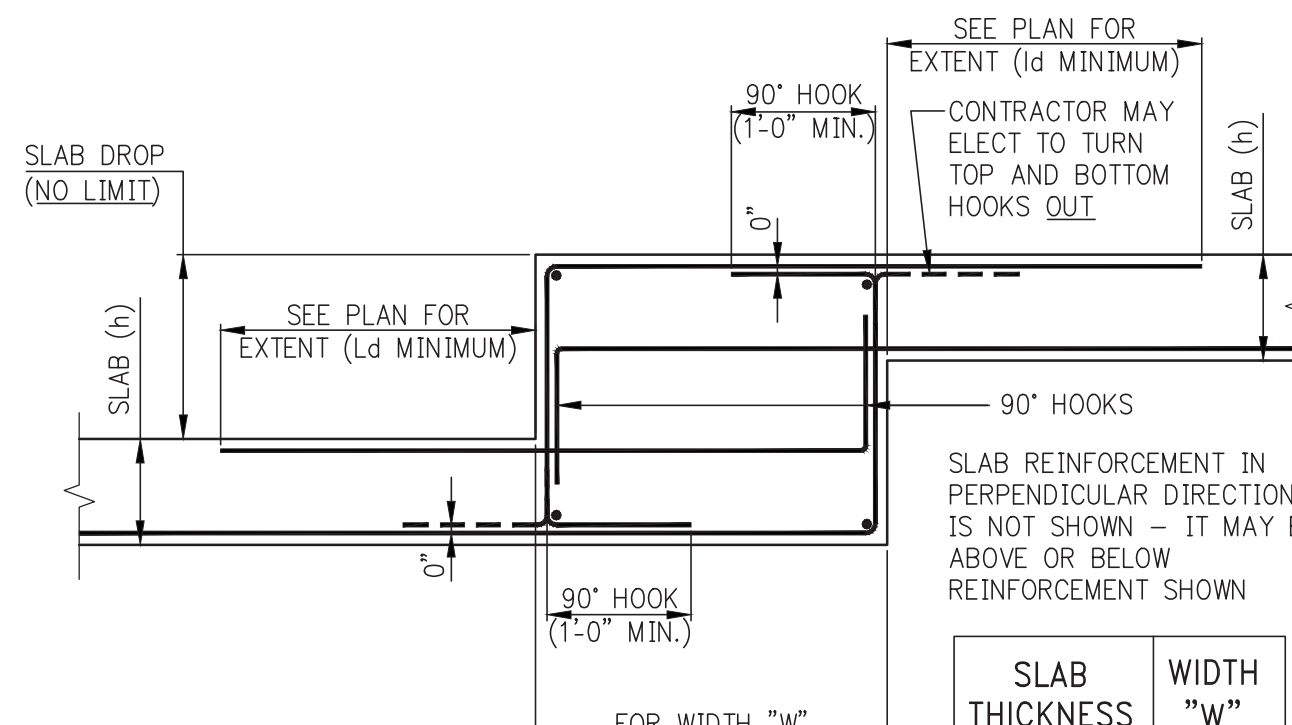 SEE PLAN FOR
EXTENT (ld MINIMUM)
90° HOOK
(1'-0" MIN.)
CONTRACTOR MAY
ELECT TO TURN
TOP AND BOTTOM
HOOKS OUT
SLAB (h)
SLAB DROP
(NO LIMIT)
0"
SEE PLAN FOR
EXTENT (Ld MINIMUM)
SLAB (h)
90° HOOKS
SLAB REINFORCEMENT IN
PERPENDICULAR DIRECTION
IS NOT SHOWN – IT MAY
ABOVE OR BELOW
REINFORCEMENT SHOWN
0"
90° HOOK
(1'-0" MIN.)
SLAB
THICKNESS
WIDTH
"W"
FOR WIDTH "W"